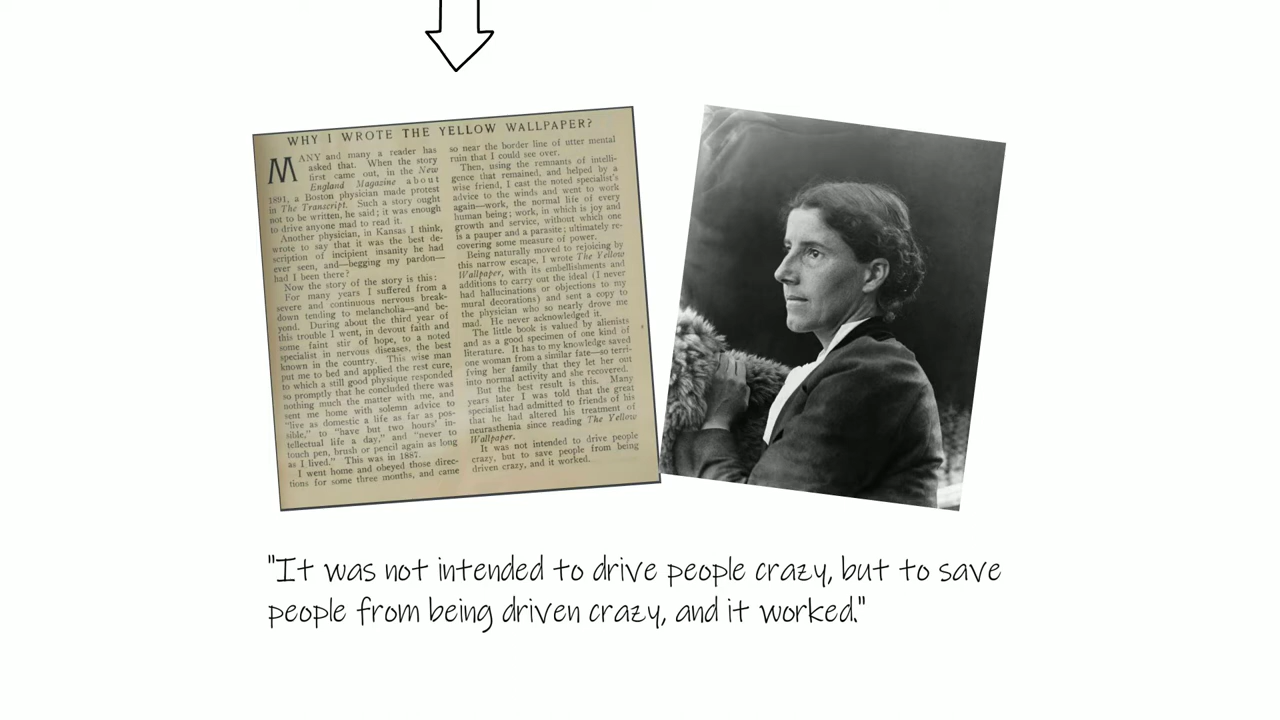 WHY I WROTE THE YELLOW WALLPAPER?
MANY and many a reader has
asked that. When the story
first came out, in the New
England Magazine about
1891, a Boston physician made protest
in The Transcript. Such a story ought
not to be written, he said; it was enough
to drive anyone mad to read it.
Another physician, in Kansas I think,
wrote to say that it was the best de-
scription of incipient insanity he had
ever seen, and—begging my pardon—
had I been there?
Now the story of the story is this:
For many years I suffered from a
severe and continuous nervous break-
down tending to melancholia—and be-
yond. During about the third year of
this trouble I went, in devout faith and
some faint stir of hope, to a noted
specialist in nervous diseases, the best
known in the country. This wise man
put me to bed and applied the rest cure,
to which a still good physique responded
so promptly that he concluded there was
nothing much the matter with me, and
sent me home with solemn advice to
"live as domestic a life as far as pos-
sible," to "have but two hours' in-
tellectual life a day," and "never to
touch pen, brush or pencil again as long
as I lived." This was in 1887.
I went home and obeyed those direc-
tions for some three months, and came
so near the border line of utter mental
ruin that I could see over.
Then, using the remnants of intelli-
gence that remained, and helped by a
wise friend, I cast the noted specialist's
advice to the winds and went to work
again—work, the normal life of every
human being; work, in which is joy and
growth and service, without which one
is a pauper and a parasite; ultimately re-
covering some measure of power.
Being naturally moved to rejoicing by
this narrow escape, I wrote The Yellow
Wallpaper, with its embellishments and
additions to carry out the ideal (I never
had hallucinations or objections to my
mural decorations) and sent a copy to
the physician who so nearly drove me
mad. He never acknowledged it.
The little book is valued by alienists
and as a good specimen of one kind of
literature. It has to my knowledge saved
one woman from a similar fate—so terri-
fying her family that they let her out
into normal activity and she recovered.
But the best result is this. Many
years later I was told that the great
specialist had admitted to friends of his
that he had altered his treatment of
neurasthenia since reading The Yellow
Wallpaper.
It was not intended to drive people
crazy, but to save people from being
driven crazy, and it worked.
"It was not intended to drive people crazy, but to save
people from being driven crazy, and it worked."